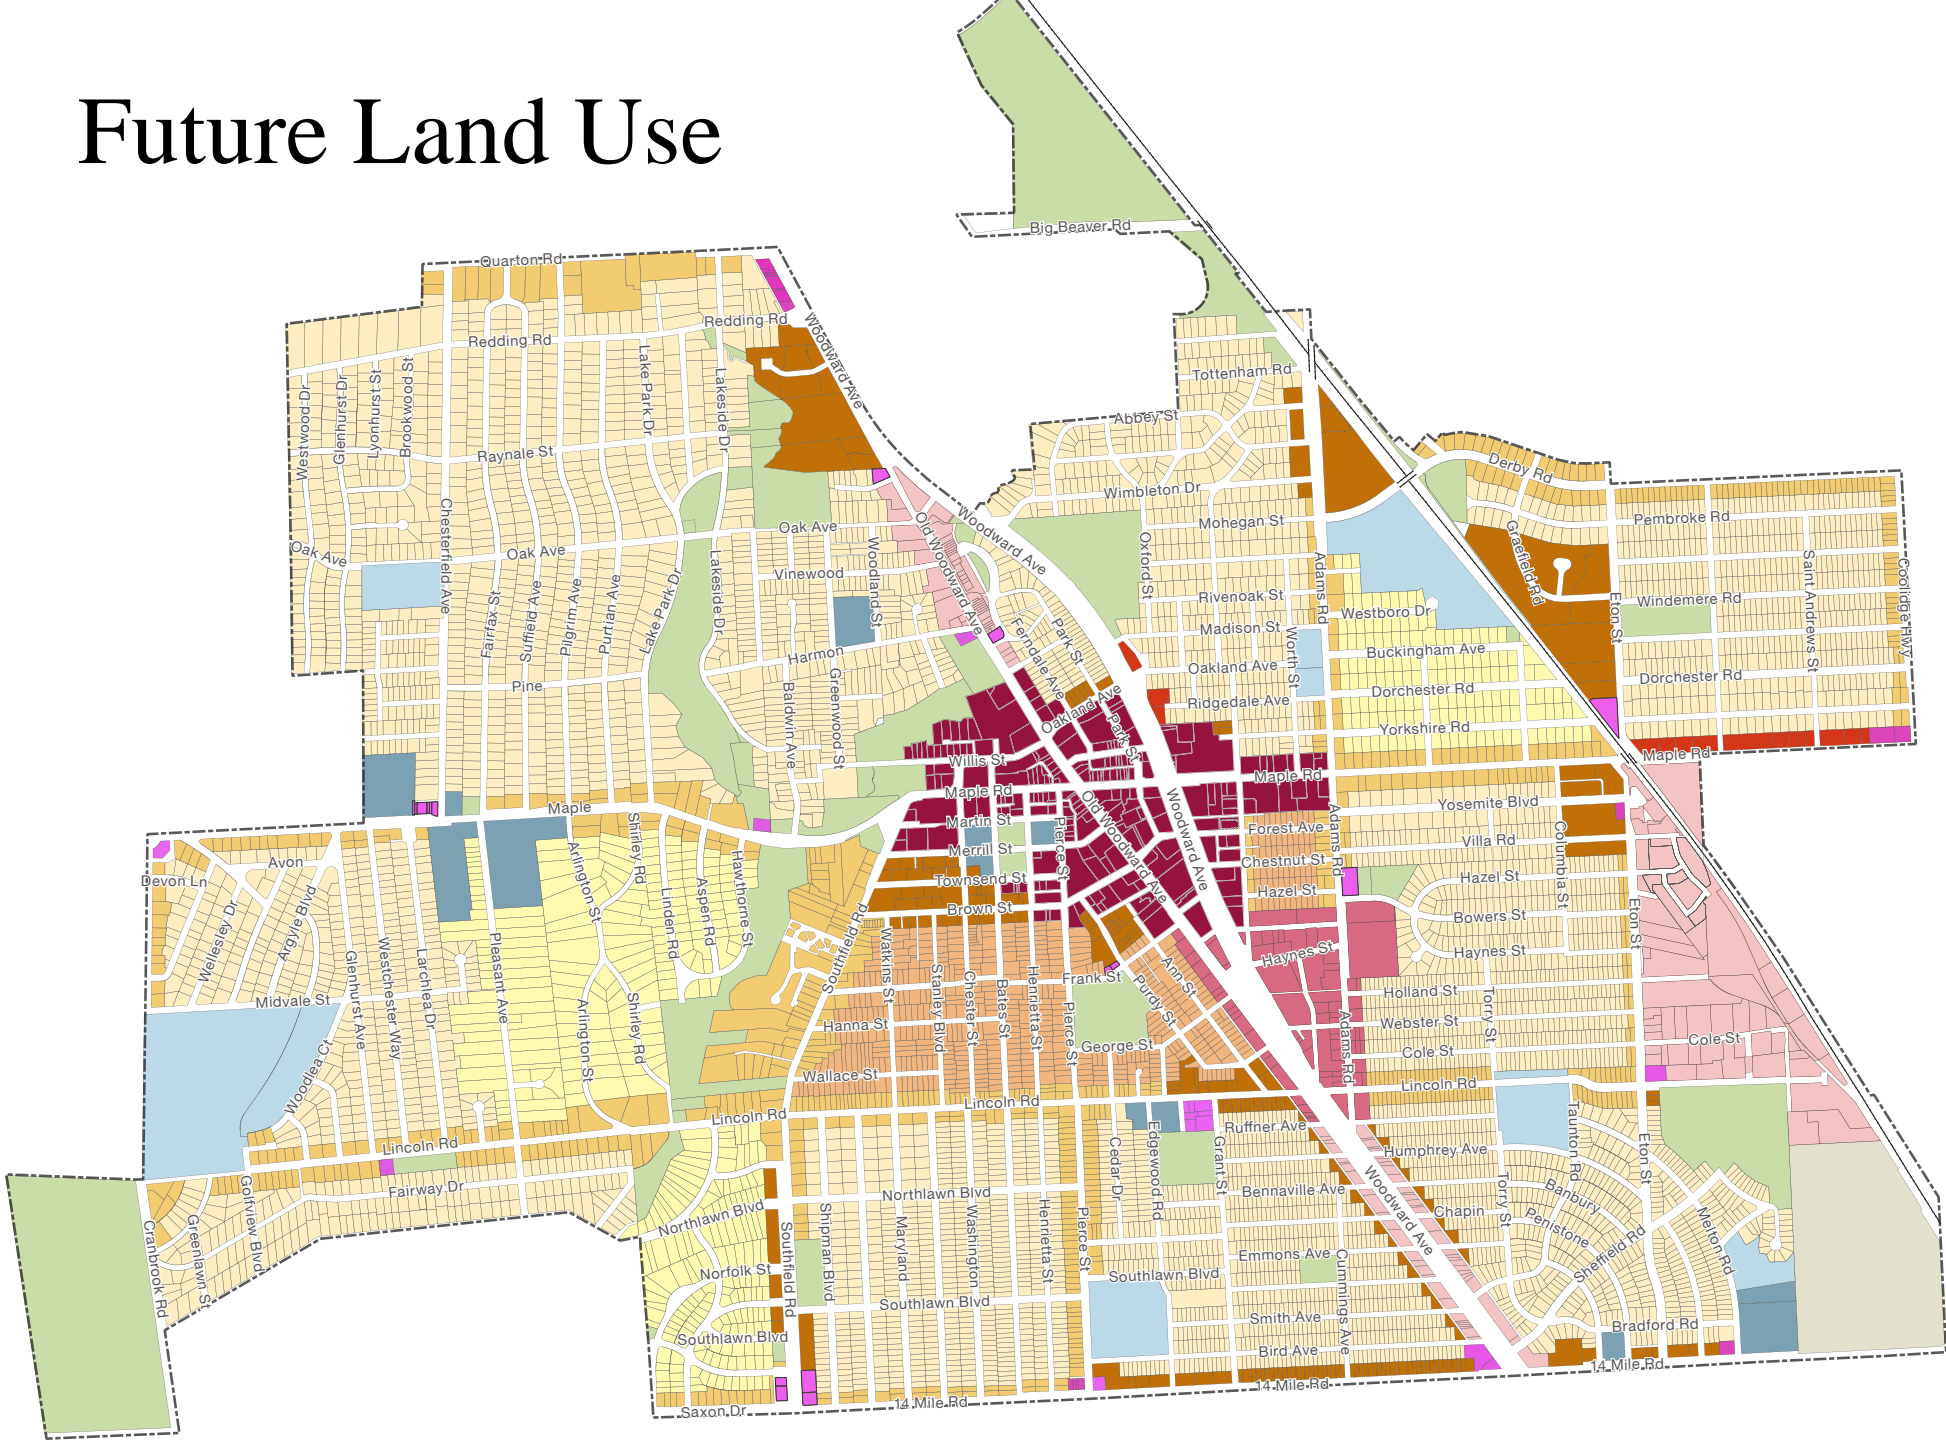 Future Land Use
Big Beaver Rd
Quarton Rd
Redding Rd
Redding Rd
Woodward Ave
Tottenham Rd
Abbey St
Lake Park Dr
Lakeside Dr
Westwood Dr
Glenhurst Dr
Lyonhurst St
Brookwood St
Raynale St
Derby Rd
Wimbleton Dr
Chesterfield Ave
Oak Ave
Oak Ave
Oak Ave
Old Woodward Ave
Woodward Ave
Mohegan St
Pembroke Rd
Graefield Rd
Oxford St
Adams Rd
Woodland St
Vinewood
Fairfax St
Suffield Ave
Pilgrim Ave
Purtian Ave
Lake Park Dr
Lakeside Dr
Rivenoak St
Westboro Dr
Eton St
Windemere Rd
Saint Andrews St
Coolidge Hwy
Ferndale Ave
Park St
Madison St
Worth St
Buckingham Ave
Harmon
Oakland Ave
Dorchester Rd
Dorchester Rd
Pine
Baldwin Ave
Greenwood St
Oakland Ave
Ridgedale Ave
Park St
Yorkshire Rd
Willis St
Maple Rd
Maple Rd
Maple Rd
Maple
Old Woodward Ave
Woodward Ave
Yosemite Blvd
Martin St
Pierce St
Forest Ave
Adams Rd
Villa Rd
Columbia St
Merrill St
Chestnut St
Avon
Devon Ln
Arlington St
Shirley Rd
Hawthorne St
Aspen Rd
Linden Rd
Townsend St
Hazel St
Hazel St
Brown St
Bowers St
Eton St
Wellesley Dr
Argyle Blvd
Southfield Rd
Haynes St
Haynes St
Glenhurst Ave
Westchester Way
Larchlea Dr
Pleasant Ave
Watkins St
Stanley Blvd
Chester St
Bates St
Henrietta St
Frank St
Ann St
Purdy St
Holland St
Torry St
Midvale St
Arlington St
Shirley Rd
Hanna St
Pierce St
Webster St
Adams Rd
George St
Cole St
Cole St
Woodlea Ct
Wallace St
Lincoln Rd
Lincoln Rd
Lincoln Rd
Lincoln Rd
Ruffner Ave
Taunton Rd
Eton St
Humphrey Ave
Cedar Dr
Edgewood Rd
Grant St
Woodward Ave
Fairway Dr
Golfview Blvd
Northlawn Blvd
Northlawn Blvd
Bennaville Ave
Torry St
Banbury
Chapin
Penistone
Sheffield Rd
Melton Rd
Cranbrook Rd
Greenlawn St
Southfield Rd
Shipman Blvd
Maryland
Washington
Henrietta St
Pierce St
Emmons Ave
Cummings Ave
Norfolk St
Southlawn Blvd
Southlawn Blvd
Southlawn Blvd
Smith Ave
Bradford Rd
Bird Ave
14 Mile Rd
14 Mile Rd
14 Mile Rd
Saxon Dr